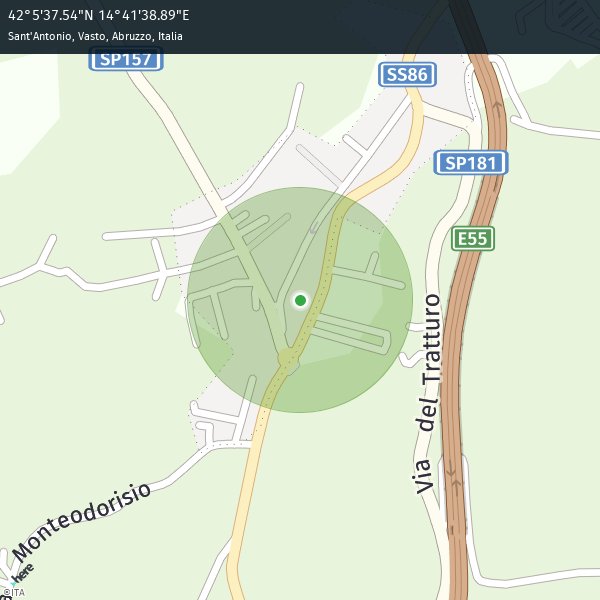 42°5'37.54"N 14°41'38.89"E
Sant'Antonio, Vasto, Abruzzo, Italia
SP157
SS86
SP181
E55
Via del Tratturo
Monteodorisio
here
©ITA